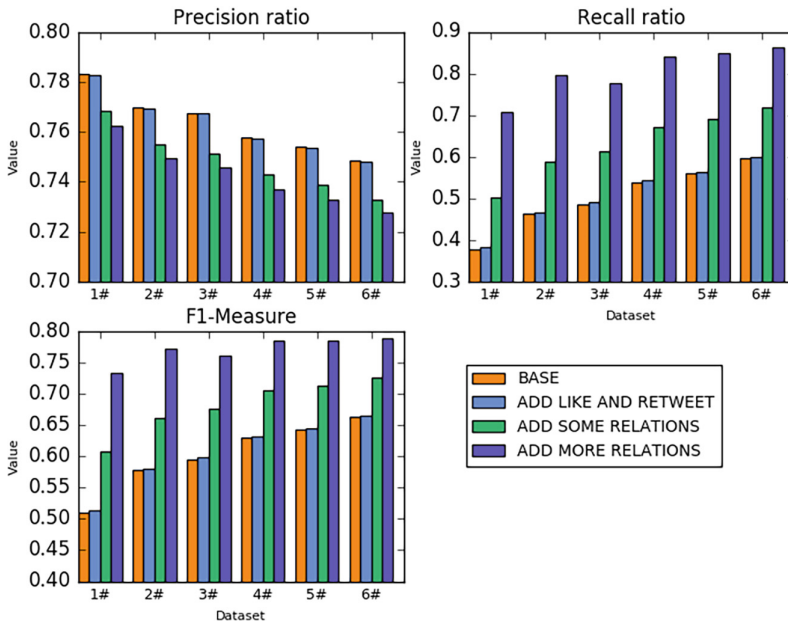 Precision ratio
0.80
0.78
0.76
0.74
0.72
0.70
Value
1# 2# 3# 4# 5# 6#
Recall ratio
0.9
0.8
0.7
0.6
0.5
0.4
0.3
Value
1# 2# 3# 4# 5# 6#
Dataset
F1-Measure
0.80
0.75
0.70
0.65
0.60
0.55
0.50
0.45
0.40
Value
1# 2# 3# 4# 5# 6#
Dataset
BASE
ADD LIKE AND RETWEET
ADD SOME RELATIONS
ADD MORE RELATIONS